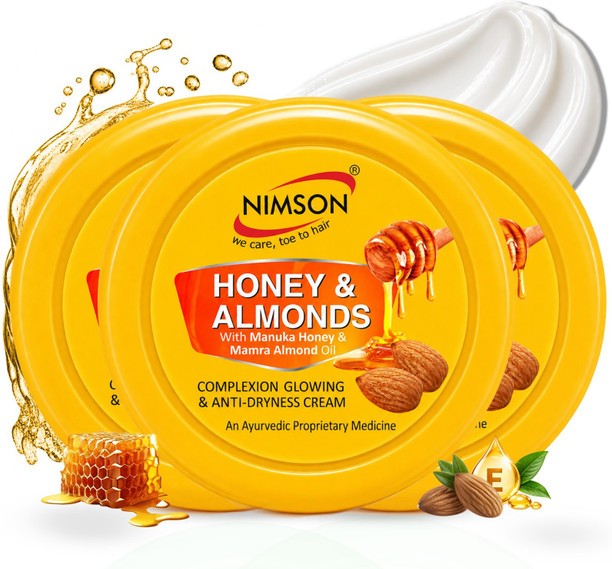 NIMSON®
we care, toe to hair
HONEY &
ALMONDS
With Manuka Honey &
Mamra Almond Oil
COMPLEXION GLOWING
& ANTI-DRYNESS CREAM
An Ayurvedic Proprietary Medicine
&
ne
E